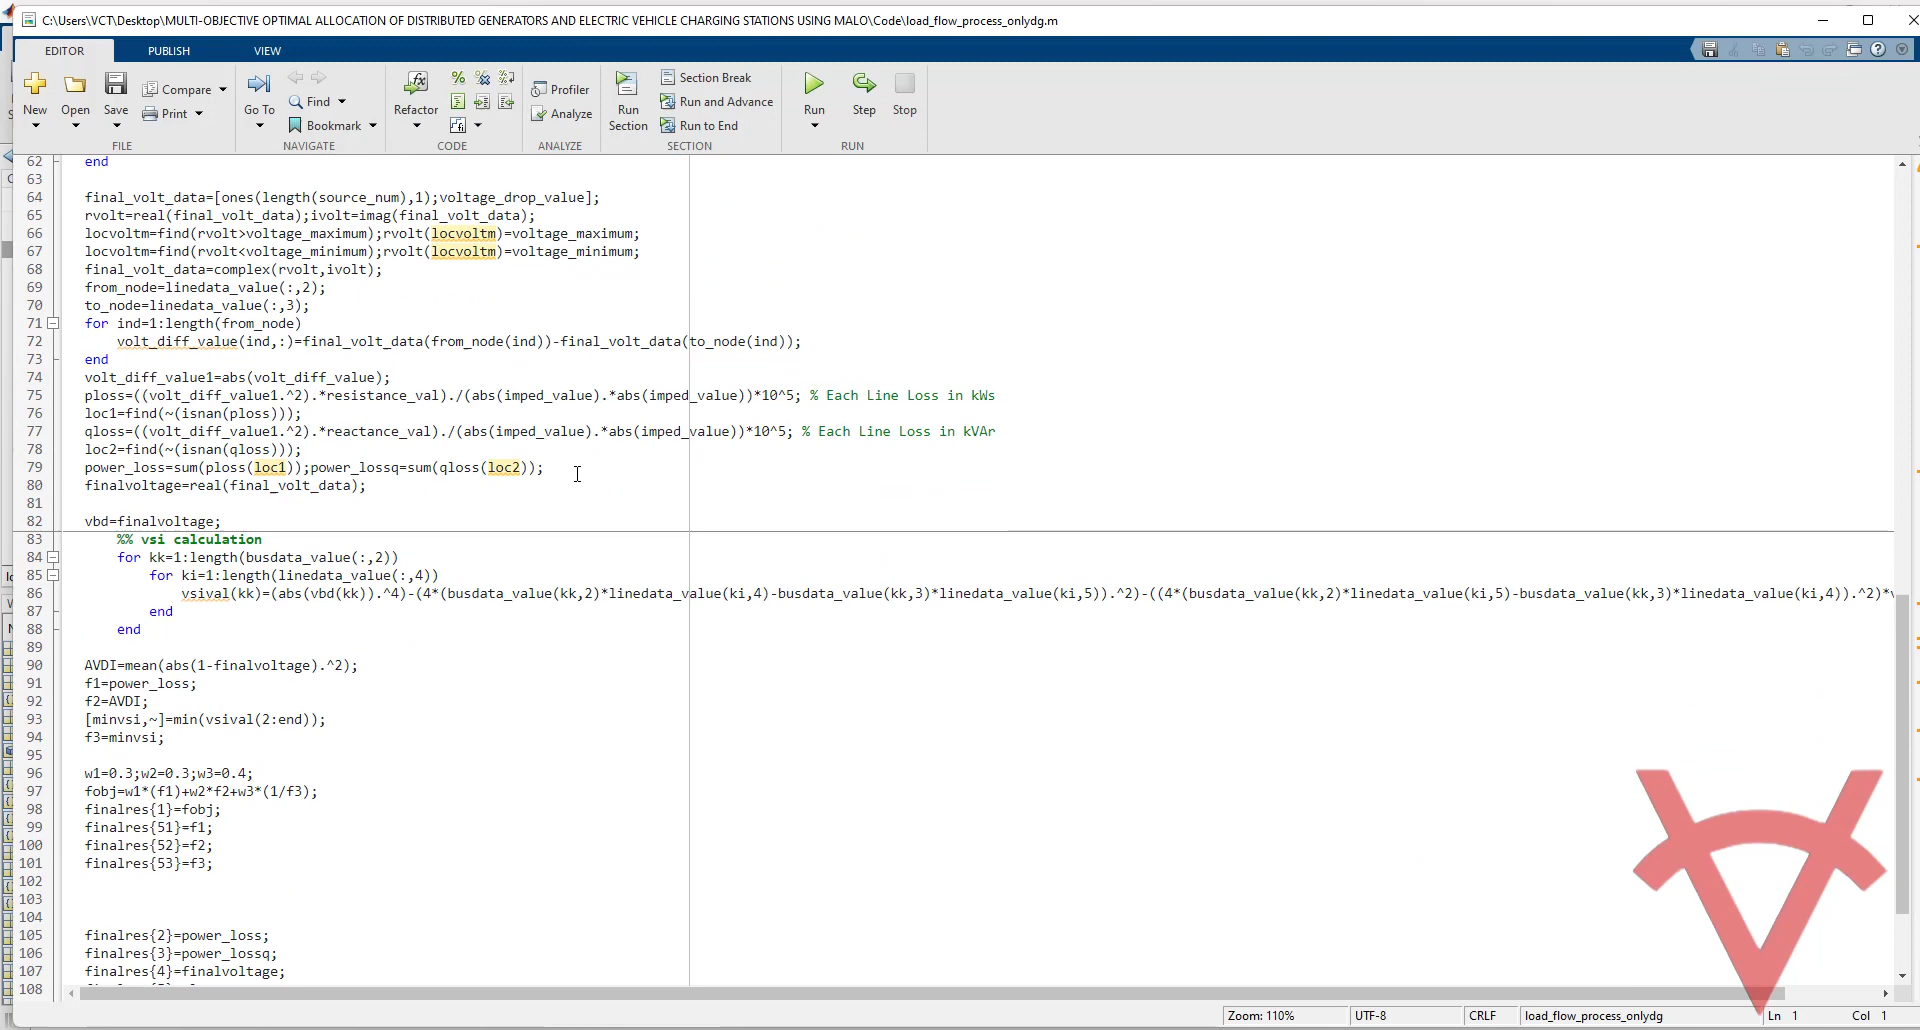 C:\Users\VCT\Desktop\MULTI-OBJECTIVE OPTIMAL ALLOCATION OF DISTRIBUTED GENERATORS AND ELECTRIC VEHICLE CHARGING STATIONS USING MALO\Code\load_flow_process_onlydg.m
EDITOR PUBLISH VIEW
New Open Save Compare Print
FILE
Go To Find Bookmark
NAVIGATE
Refactor
CODE
Profiler Analyze
ANALYZE
Run Section Section Break Run and Advance Run to End
SECTION
Run Step Stop
RUN
62 end
63
64 final_volt_data=[ones(length(source_num),1);voltage_drop_value];
65 rvolt=real(final_volt_data);ivolt=imag(final_volt_data);
66 locvoltm=find(rvolt>voltage_maximum);rvolt(locvoltm)=voltage_maximum;
67 locvoltm=find(rvolt<voltage_minimum);rvolt(locvoltm)=voltage_minimum;
68 final_volt_data=complex(rvolt,ivolt);
69 from_node=linedata_value(:,2);
70 to_node=linedata_value(:,3);
71 for ind=1:length(from_node)
72 volt_diff_value(ind,:)=final_volt_data(from_node(ind))-final_volt_data(to_node(ind));
73 end
74 volt_diff_value1=abs(volt_diff_value);
75 ploss=((volt_diff_value1.^2).*resistance_val)./(abs(imped_value).*abs(imped_value))*10^5; % Each Line Loss in kWs
76 loc1=find(~(isnan(ploss)));
77 qloss=((volt_diff_value1.^2).*reactance_val)./(abs(imped_value).*abs(imped_value))*10^5; % Each Line Loss in kVAr
78 loc2=find(~(isnan(qloss)));
79 power_loss=sum(ploss(loc1));power_lossq=sum(qloss(loc2));
80 finalvoltage=real(final_volt_data);
81
82 vbd=finalvoltage;
83 %% vsi calculation
84 for kk=1:length(busdata_value(:,2))
85 for ki=1:length(linedata_value(:,4))
86 vsival(kk)=(abs(vbd(kk)).^4)-(4*(busdata_value(kk,2)*linedata_value(ki,4)-busdata_value(kk,3)*linedata_value(ki,5)).^2)-((4*(busdata_value(kk,2)*linedata_value(ki,5)-busdata_value(kk,3)*linedata_value(ki,4)).^2)*
87 end
88 end
89
90 AVDI=mean(abs(1-finalvoltage).^2);
91 f1=power_loss;
92 f2=AVDI;
93 [minvsi,~]=min(vsival(2:end));
94 f3=minvsi;
95
96 w1=0.3;w2=0.3;w3=0.4;
97 fobj=w1*(f1)+w2*f2+w3*(1/f3);
98 finalres{1}=fobj;
99 finalres{51}=f1;
100 finalres{52}=f2;
101 finalres{53}=f3;
102
103
104
105 finalres{2}=power_loss;
106 finalres{3}=power_lossq;
107 finalres{4}=finalvoltage;
108
Zoom: 110% UTF-8 CRLF load_flow_process_onlydg Ln 1 Col 1